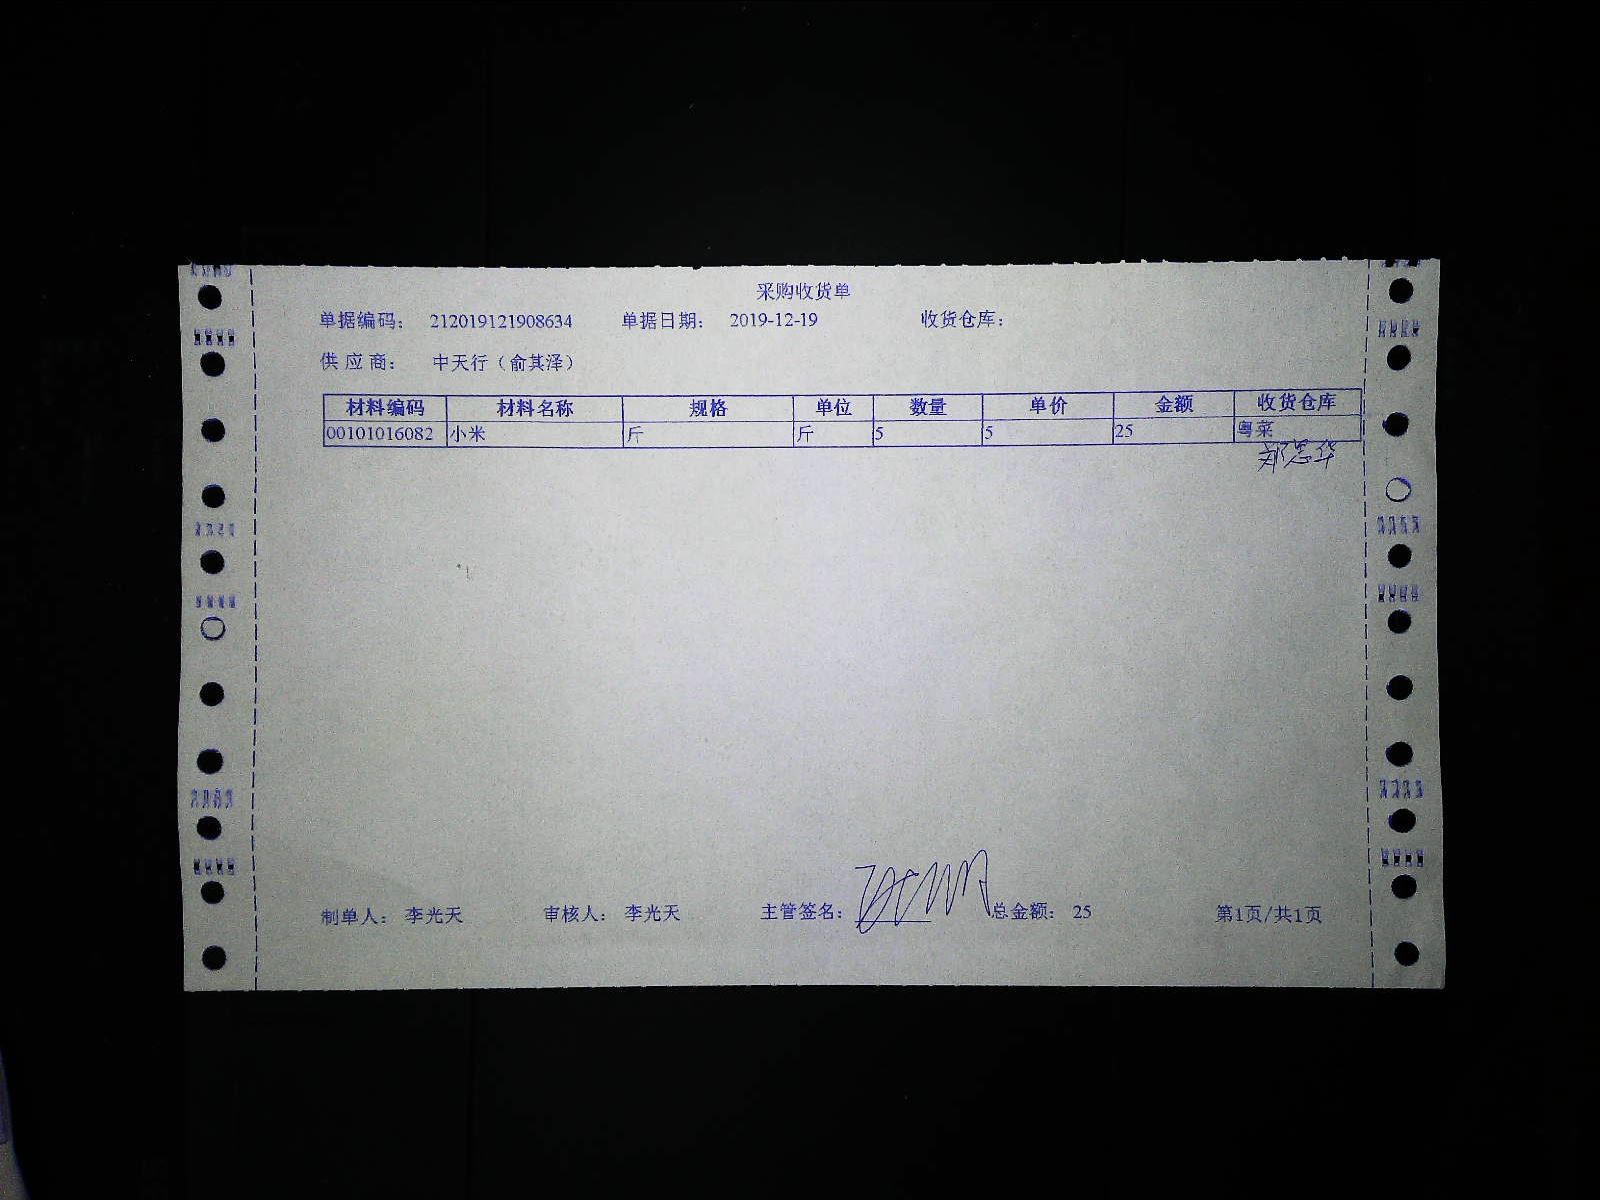 采购收货单
单据编码： 212019121908634 单据日期： 2019-12-19 收货仓库：
供 应 商： 中天行（俞其泽）
材料编码 材料名称 规格 单位 数量 单价 金额 收货仓库
00101016082 小米 斤 斤 5 5 25 粤菜
制单人： 李光天 审核人： 李光天 主管签名： 总金额： 25 第1页/共1页